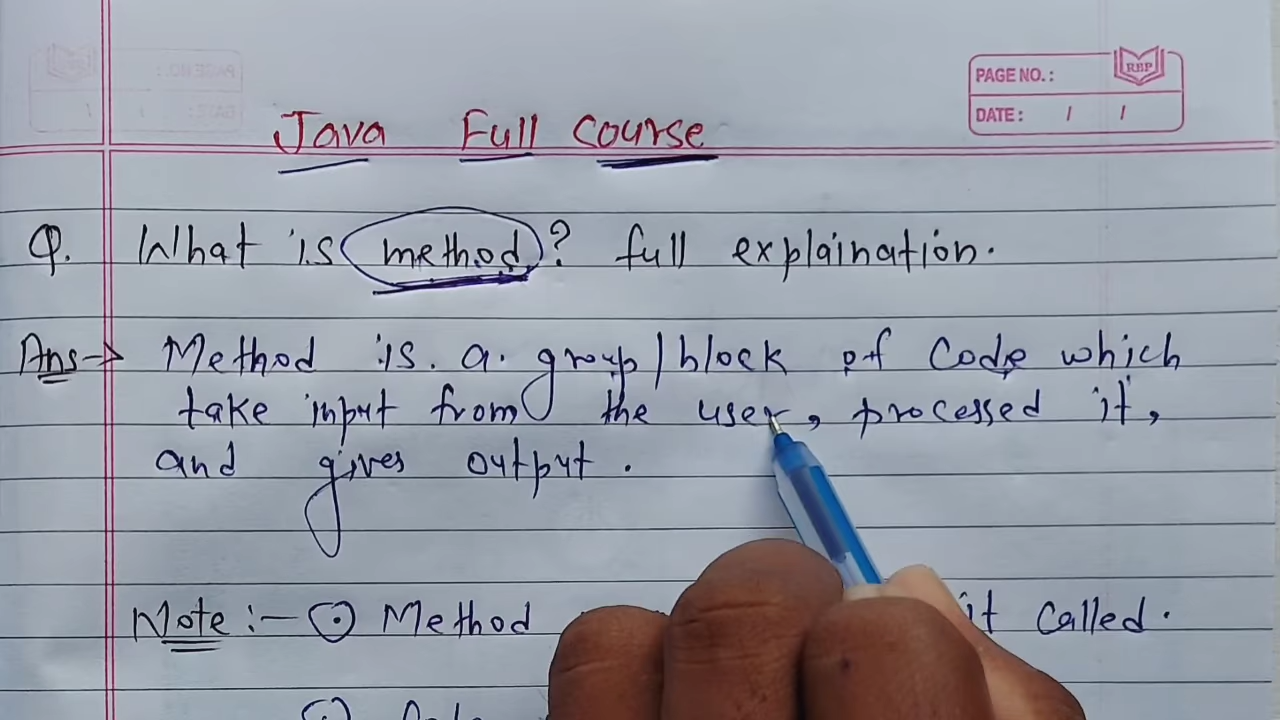 PAGE NO. :
RBP
DATE : / /
Java Full Course
Q. What is method? full explaination.
Ans→ Method is a group/block of Code which
take input from the user, processed it,
and gives output.
Note :- Method it called.